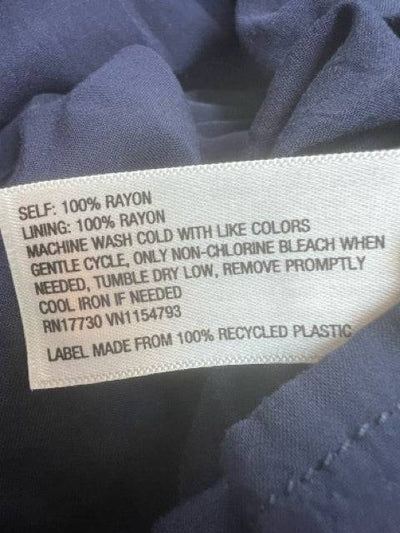 SELF: 100% RAYON
LINING: 100% RAYON
MACHINE WASH COLD WITH LIKE COLORS
GENTLE CYCLE, ONLY NON-CHLORINE BLEACH WHEN
NEEDED, TUMBLE DRY LOW, REMOVE PROMPTLY
COOL IRON IF NEEDED
RN17730 VN1154793
LABEL MADE FROM 100% RECYCLED PLASTIC